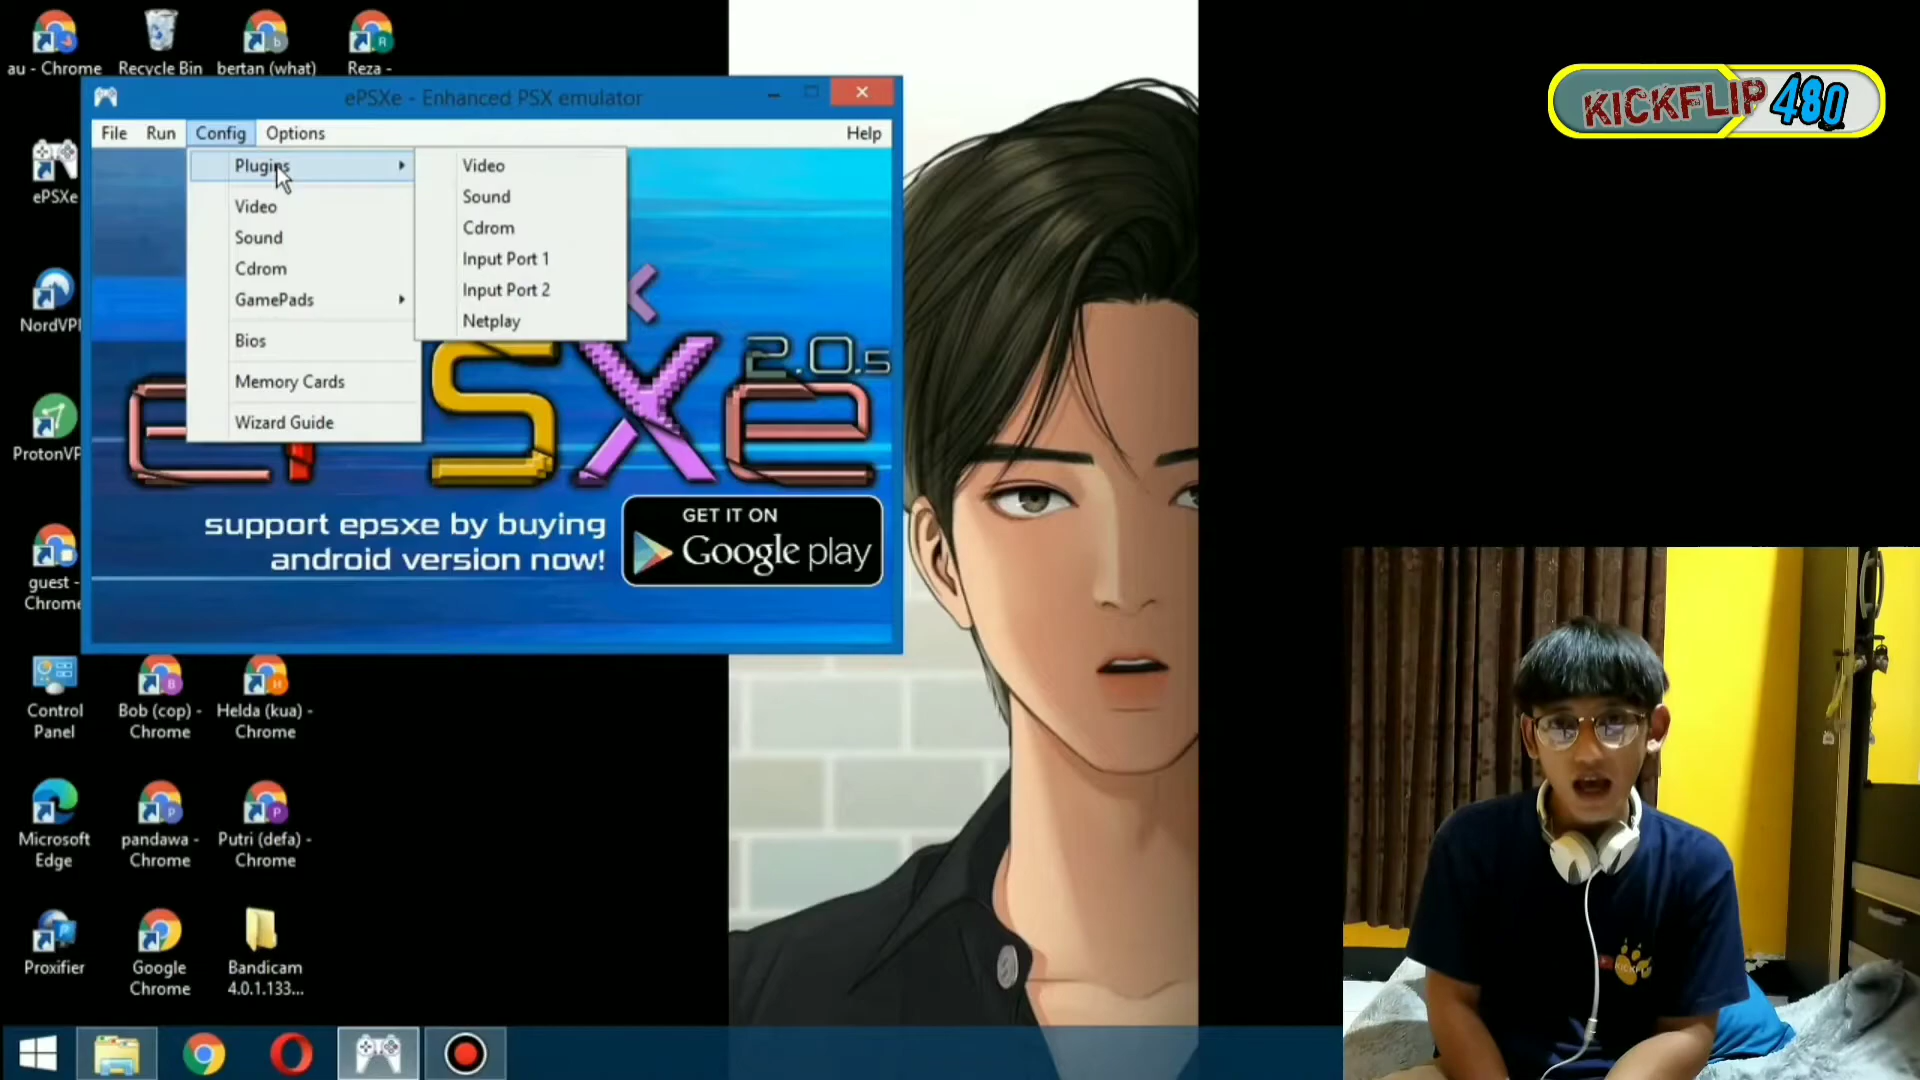 au - Chrome
Recycle Bin
bertan (what)
Reza -
KICKFLIP 480
ePSXe - Enhanced PSX emulator
File
Run
Config
Options
Help
Plugins
Video
Sound
Cdrom
GamePads
Bios
Memory Cards
Wizard Guide
Video
Sound
Cdrom
Input Port 1
Input Port 2
Netplay
2.0.5
support epsxe by buying
android version now!
GET IT ON
Google play
ePSXe
NordVP
ProtonVP
guest -
Chrome
Control
Panel
Bob (cop) -
Chrome
Helda (kua) -
Chrome
Microsoft
Edge
pandawa -
Chrome
Putri (defa) -
Chrome
Proxifier
Google
Chrome
Bandicam
4.0.1.133...